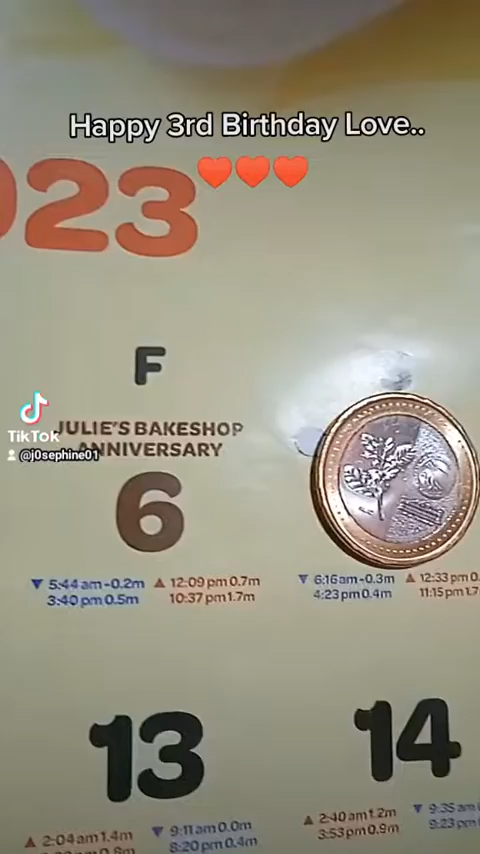 Happy 3rd Birthday Love..
023
F
TikTok
@j0sephine01
JULIE'S BAKESHOP
ANNIVERSARY
6
▼ 5:44 am -0.2m ▲ 12:09 pm 0.7m
3:40 pm 0.5m 10:37 pm 1.7m
▼ 6:16 am -0.3m ▲ 12:33 pm
4:23 pm 0.4m 11:15 pm
13
14
▲ 2:04 am 1.4m ▼ 9:11 am 0.0m
8:20 pm 0.4m
▲ 2:40 am 1.2m ▼ 9:35 am
3:53 pm 0.9m 9:23 pm